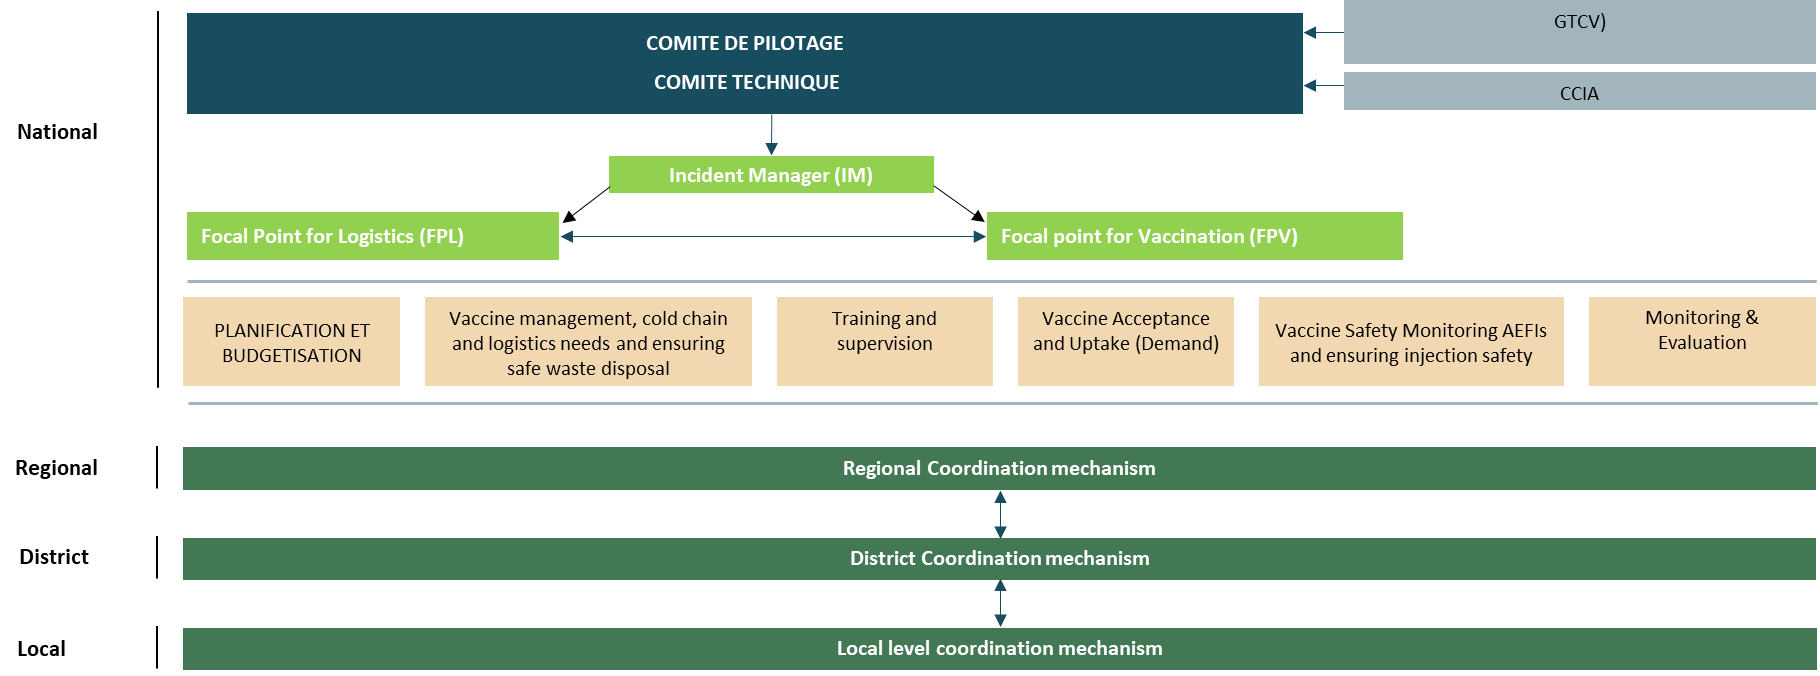 GTCV)
COMITE DE PILOTAGE
COMITE TECHNIQUE
CCIA
National
Incident Manager (IM)
Focal Point for Logistics (FPL)
Focal point for Vaccination (FPV)
PLANIFICATION ET
BUDGETISATION
Vaccine management, cold chain
and logistics needs and ensuring
safe waste disposal
Training and
supervision
Vaccine Acceptance
and Uptake (Demand)
Vaccine Safety Monitoring AEFIs
and ensuring injection safety
Monitoring &
Evaluation
Regional
Regional Coordination mechanism
District
District Coordination mechanism
Local
Local level coordination mechanism